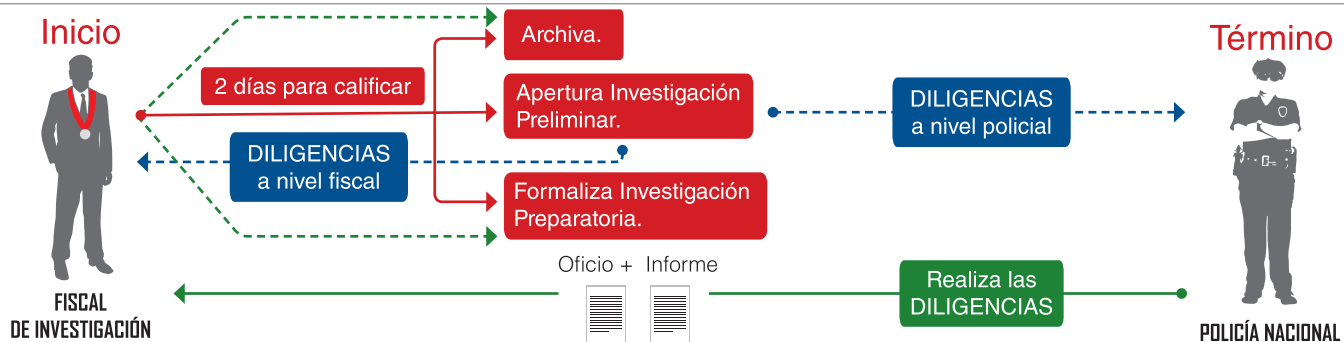 Inicio
2 días para calificar
Archiva.
Apertura Investigación
Preliminar.
DILIGENCIAS
a nivel policial
Término
DILIGENCIAS
a nivel fiscal
Formaliza Investigación
Preparatoria.
Oficio + Informe
Realiza las
DILIGENCIAS
FISCAL
DE INVESTIGACIÓN
POLICÍA NACIONAL